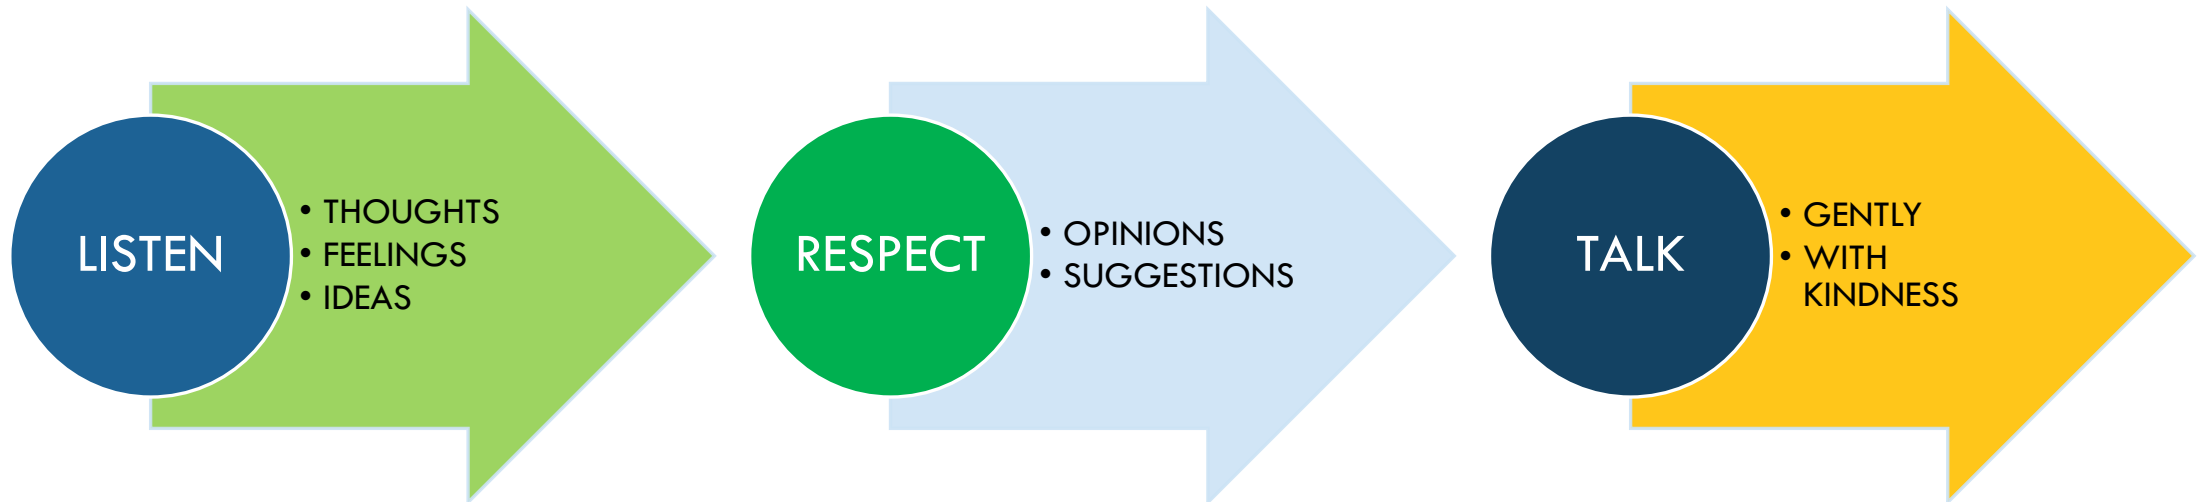 LISTEN
• THOUGHTS
• FEELINGS
• IDEAS
RESPECT
• OPINIONS
• SUGGESTIONS
TALK
• GENTLY
• WITH
KINDNESS